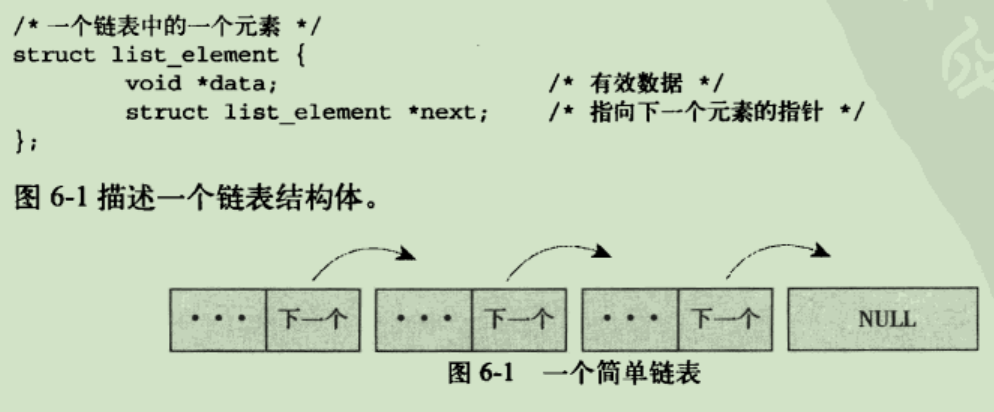 /* 一个链表中的一个元素 */
struct list_element {
void *data; /* 有效数据 */
struct list_element *next; /* 指向下一个元素的指针 */
};
图 6-1 描述一个链表结构体。
··· 下一个 ··· 下一个 ··· 下一个 NULL
图 6-1 一个简单链表